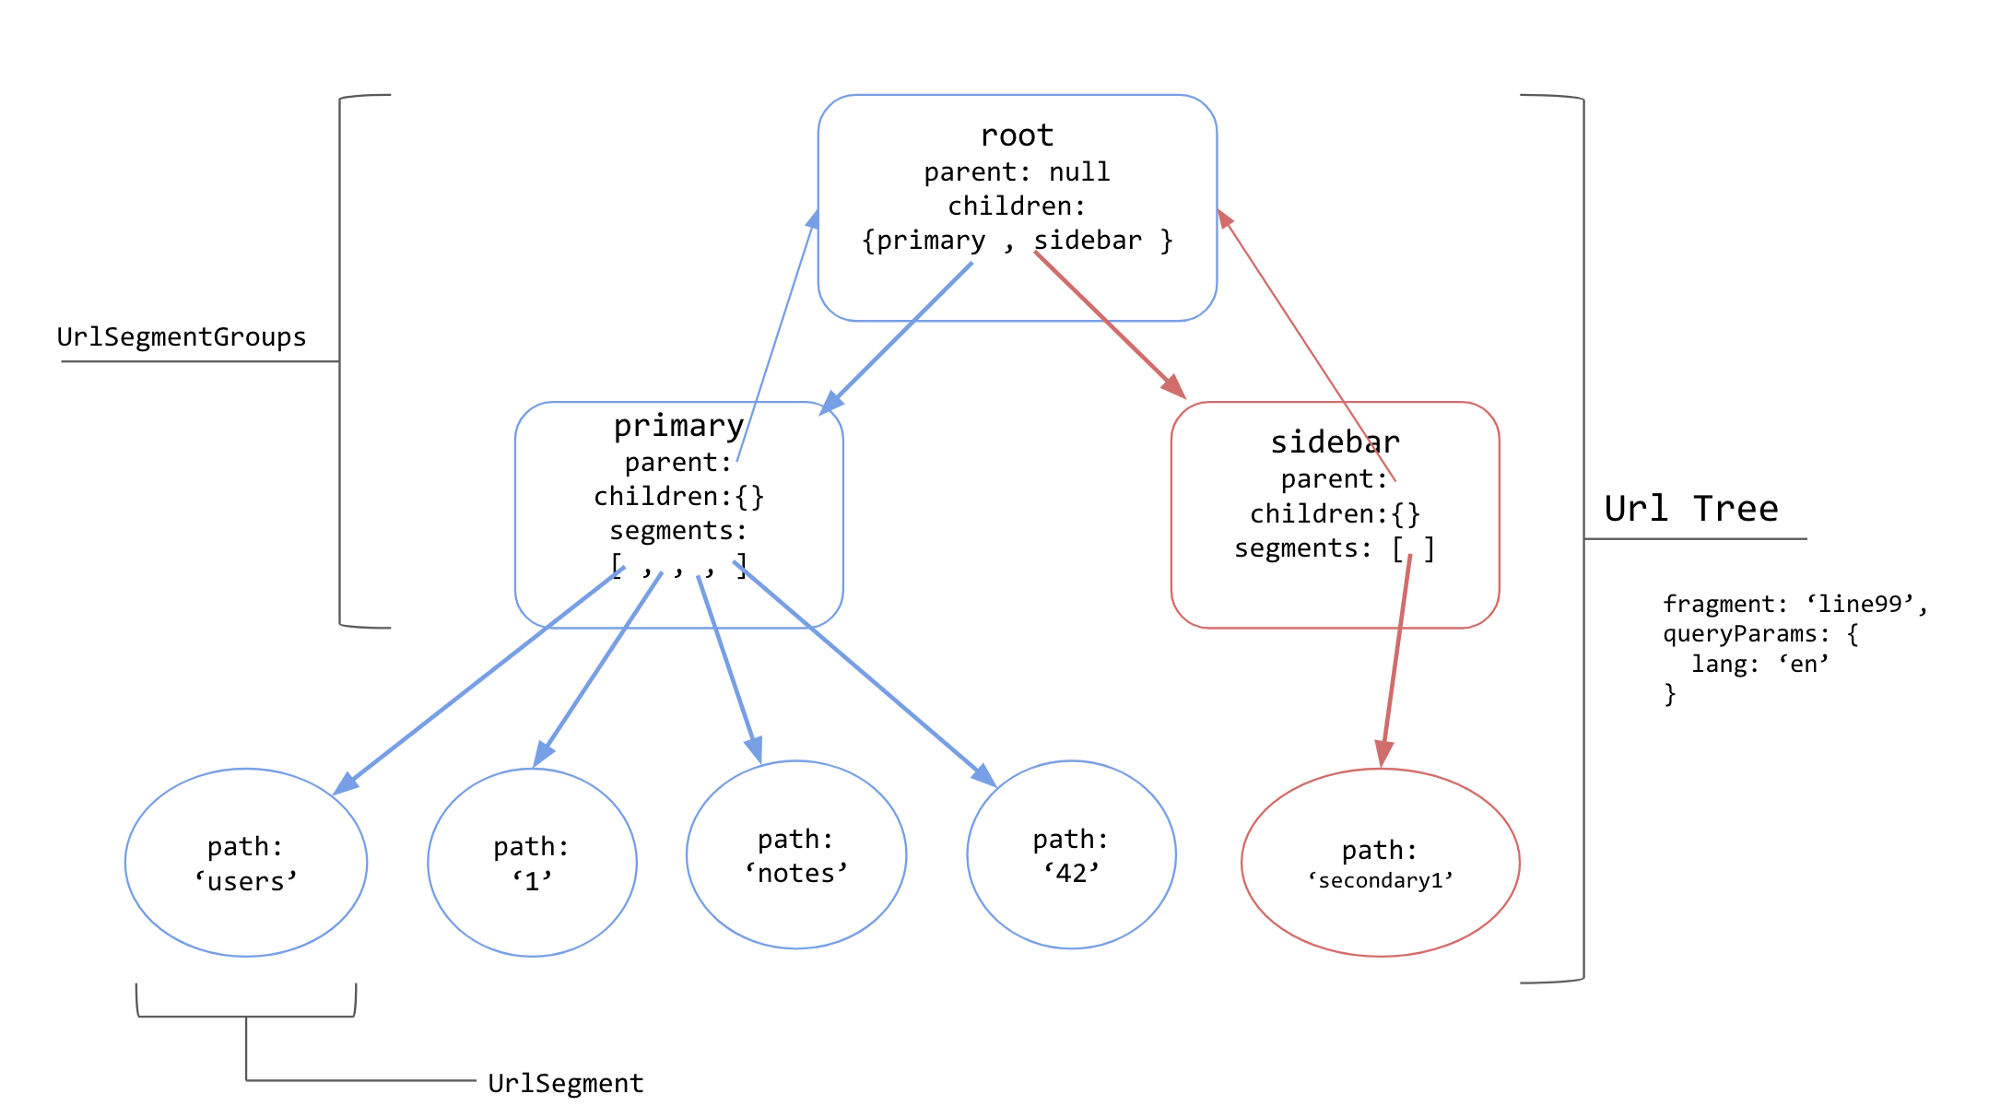 root
parent: null
children:
{primary , sidebar }
UrlSegmentGroups
primary
parent:
children:{}
segments:
[ , , , ]
sidebar
parent:
children:{}
segments: [ ]
Url Tree
fragment: ‘line99’,
queryParams: {
lang: ‘en’
}
path:
‘users’
path:
‘1’
path:
‘notes’
path:
‘42’
path:
‘secondary1’
UrlSegment